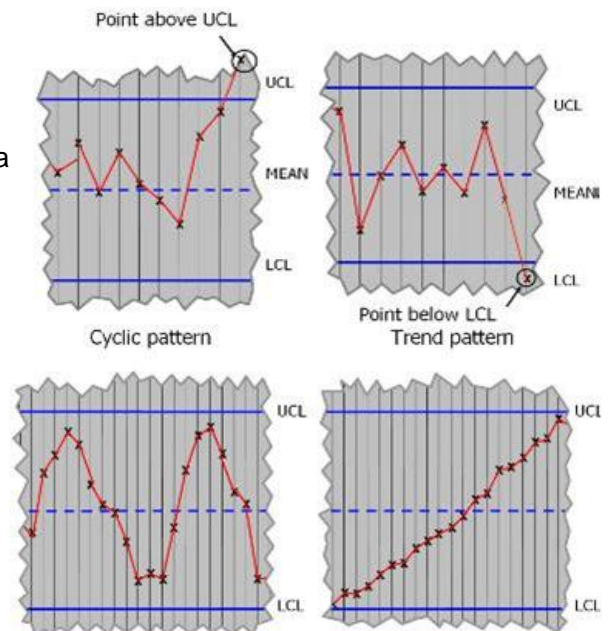 Point above UCL
UCL
a
MEAN
LCL
UCL
MEAN
LCL
Point below LCL
Cyclic pattern
Trend pattern
UCL
LCL
UCL
LCL